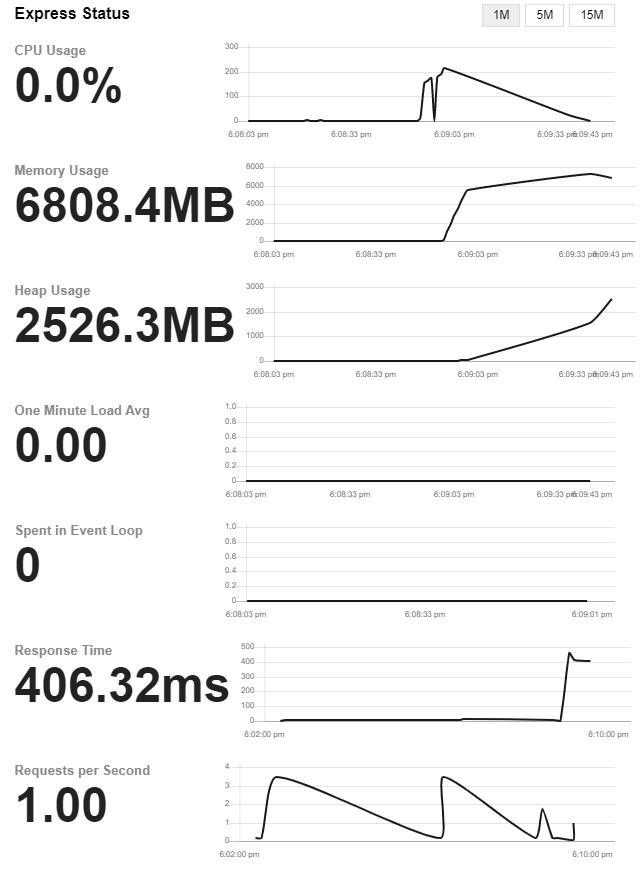 Express Status
1M 5M 15M
CPU Usage
0.0%
300
200
100
0
6:08:03 pm 6:08:33 pm 6:09:03 pm 6:09:33 pm 6:09:43 pm
Memory Usage
6808.4MB
8000
6000
4000
2000
0
6:08:03 pm 6:08:33 pm 6:09:03 pm 6:09:33 pm 6:09:43 pm
Heap Usage
2526.3MB
3000
2000
1000
0
6:08:03 pm 6:08:33 pm 6:09:03 pm 6:09:33 pm 6:09:43 pm
One Minute Load Avg
0.00
1.0
0.8
0.6
0.4
0.2
0
6:08:03 pm 6:08:33 pm 6:09:03 pm 6:09:33 pm 6:09:43 pm
Spent in Event Loop
0
1.0
0.8
0.6
0.4
0.2
0
6:08:03 pm 6:08:33 pm 6:09:01 pm
Response Time
406.32ms
500
400
300
200
100
0
6:02:00 pm 6:10:00 pm
Requests per Second
1.00
4
3
2
1
0
6:02:00 pm 6:10:00 pm